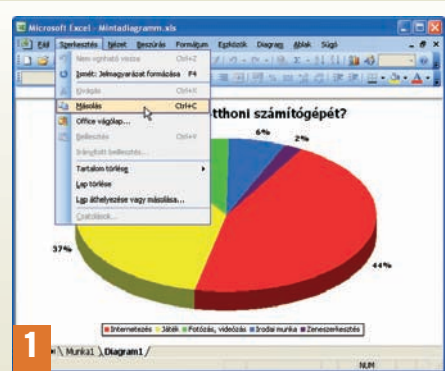 Microsoft Excel - Mintadiagramm.xls
Fájl Szerkesztés Nézet Beszúrás Formátum Eszközök Diagram Ablak Súgó
Nem vonható vissza Ctrl+Z
Ismét: Jelmagyarázat formázása F4
Kivágás Ctrl+X
Másolás Ctrl+C
Office vágólap...
Beillesztés Ctrl+V
Irányított beillesztés...
Tartalom törlése
Lap törlése
Lap áthelyezése vagy másolása...
Csatolások...
tthoni számítógépét?
6%
2%
37%
44%
Internetezés Játék Fotózás, videózás Irodai munka Zeneszerkesztés
Munka1 Diagram1
NUM
1